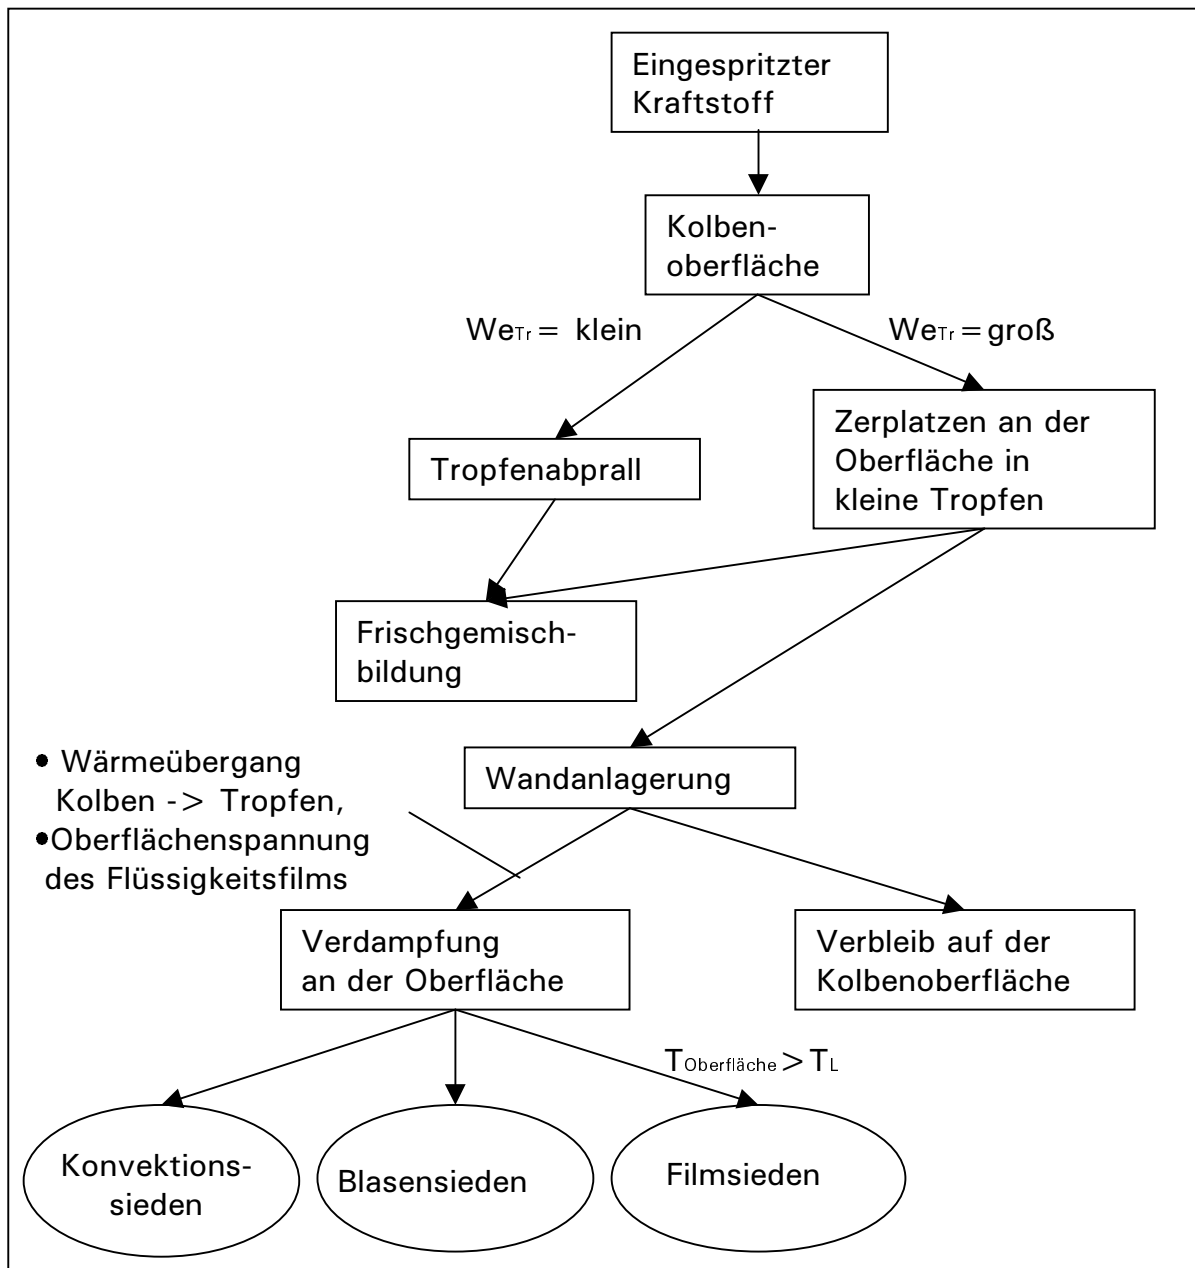 Eingespritzter
Kraftstoff
Kolben-
oberfläche
WeTr = klein
WeTr = groß
Zerplatzen an der
Oberfläche in
kleine Tropfen
Tropfenabprall
Frischgemisch-
bildung
• Wärmeübergang
Kolben -> Tropfen,
•Oberflächenspannung
des Flüssigkeitsfilms
Wandanlagerung
Verdampfung
an der Oberfläche
Verbleib auf der
Kolbenoberfläche
TOberfläche > TL
Konvektions-
sieden
Blasensieden
Filmsieden